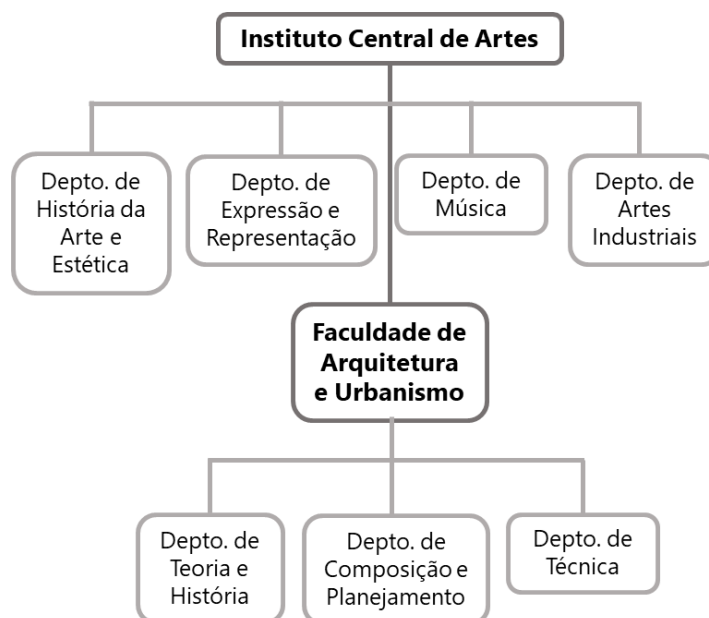 Instituto Central de Artes
Depto. de
História da
Arte e
Estética
Depto. de
Expressão e
Representação
Depto. de
Música
Depto. de
Artes
Industriais
Faculdade de
Arquitetura
e Urbanismo
Depto. de
Teoria e
História
Depto. de
Composição e
Planejamento
Depto. de
Técnica